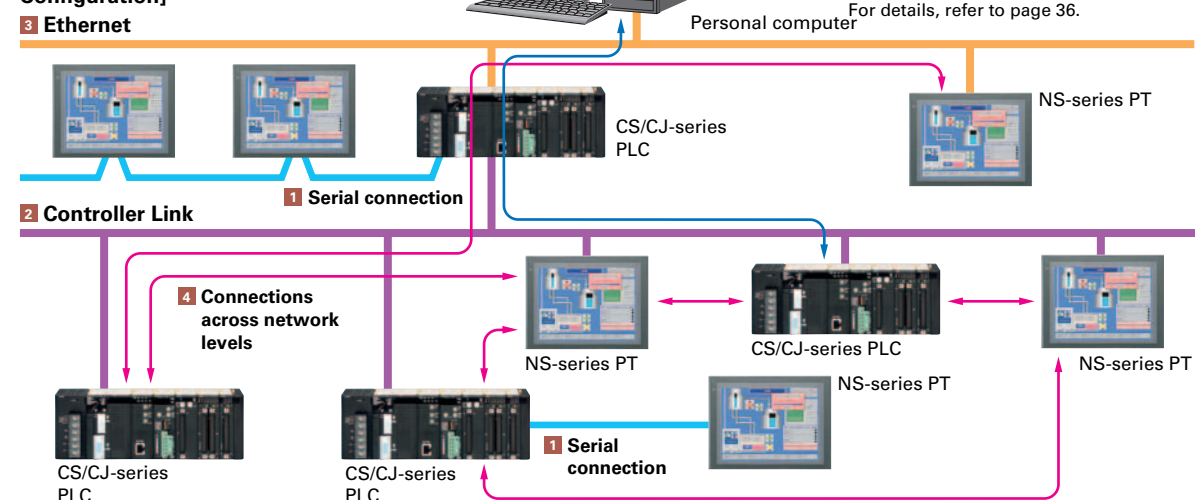 Configuration]
For details, refer to page 36.
Personal computer
3 Ethernet
NS-series PT
CS/CJ-series
PLC
1 Serial connection
2 Controller Link
4 Connections
across network
levels
NS-series PT
CS/CJ-series PLC
NS-series PT
NS-series PT
1 Serial
connection
CS/CJ-series
PLC
CS/CJ-series
PLC